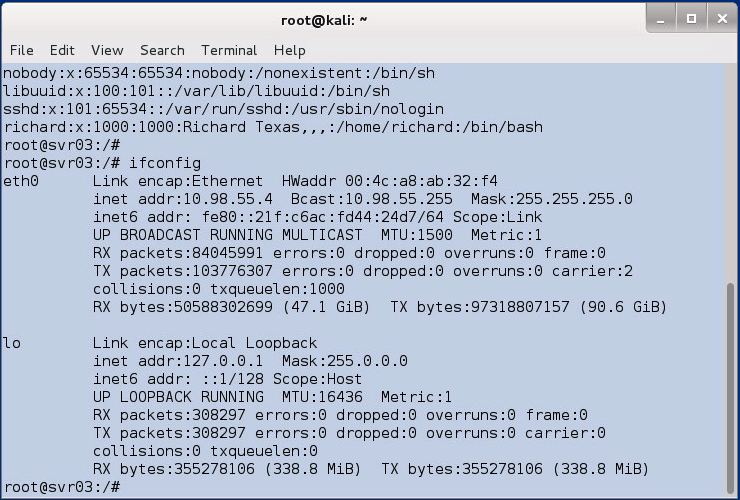 root@kali: ~
File Edit View Search Terminal Help
nobody:x:65534:65534:nobody:/nonexistent:/bin/sh
libuuid:x:100:101::/var/lib/libuuid:/bin/sh
sshd:x:101:65534::/var/run/sshd:/usr/sbin/nologin
richard:x:1000:1000:Richard Texas,,,:/home/richard:/bin/bash
root@svr03:/#
root@svr03:/# ifconfig
eth0      Link encap:Ethernet  HWaddr 00:4c:a8:ab:32:f4
          inet addr:10.98.55.4  Bcast:10.98.55.255  Mask:255.255.255.0
          inet6 addr: fe80::21f:c6ac:fd44:24d7/64 Scope:Link
          UP BROADCAST RUNNING MULTICAST  MTU:1500  Metric:1
          RX packets:84045991 errors:0 dropped:0 overruns:0 frame:0
          TX packets:103776307 errors:0 dropped:0 overruns:0 carrier:2
          collisions:0 txqueuelen:1000
          RX bytes:50588302699 (47.1 GiB)  TX bytes:97318807157 (90.6 GiB)
lo        Link encap:Local Loopback
          inet addr:127.0.0.1  Mask:255.0.0.0
          inet6 addr: ::1/128 Scope:Host
          UP LOOPBACK RUNNING  MTU:16436  Metric:1
          RX packets:308297 errors:0 dropped:0 overruns:0 frame:0
          TX packets:308297 errors:0 dropped:0 overruns:0 carrier:0
          collisions:0 txqueuelen:0
          RX bytes:355278106 (338.8 MiB)  TX bytes:355278106 (338.8 MiB)
root@svr03:/#